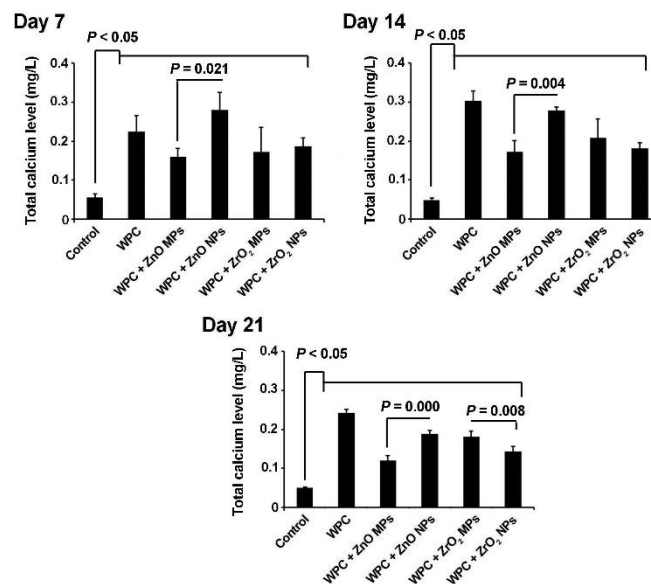 Day 7
P < 0.05
P = 0.021
Total calcium level (mg/L)
0.4
0.3
0.2
0.1
0
Control
WPC
WPC + ZnO MPs
WPC + ZnO NPs
WPC + ZrO₂ MPs
WPC + ZrO₂ NPs
Day 14
P < 0.05
P = 0.004
Total calcium level (mg/L)
0.4
0.3
0.2
0.1
0
Control
WPC
WPC + ZnO MPs
WPC + ZnO NPs
WPC + ZrO₂ MPs
WPC + ZrO₂ NPs
Day 21
P < 0.05
P = 0.000
P = 0.008
Total calcium level (mg/L)
0.4
0.3
0.2
0.1
0
Control
WPC
WPC + ZnO MPs
WPC + ZnO NPs
WPC + ZrO₂ MPs
WPC + ZrO₂ NPs